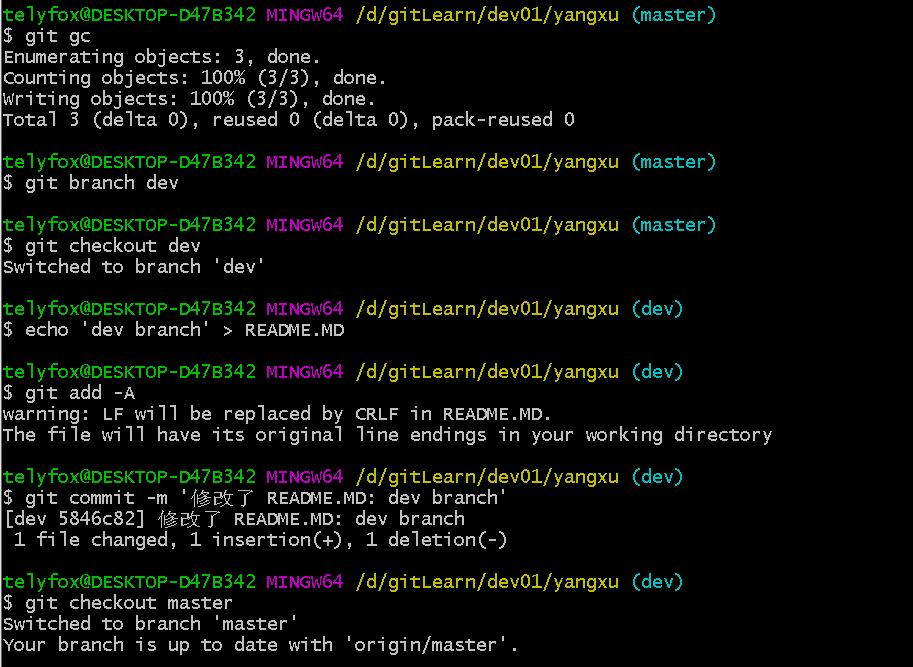 telyfox@DESKTOP-D47B342 MINGW64 /d/gitLearn/dev01/yangxu (master)
$ git gc
Enumerating objects: 3, done.
Counting objects: 100% (3/3), done.
Writing objects: 100% (3/3), done.
Total 3 (delta 0), reused 0 (delta 0), pack-reused 0
telyfox@DESKTOP-D47B342 MINGW64 /d/gitLearn/dev01/yangxu (master)
$ git branch dev
telyfox@DESKTOP-D47B342 MINGW64 /d/gitLearn/dev01/yangxu (master)
$ git checkout dev
Switched to branch 'dev'
telyfox@DESKTOP-D47B342 MINGW64 /d/gitLearn/dev01/yangxu (dev)
$ echo 'dev branch' > README.MD
telyfox@DESKTOP-D47B342 MINGW64 /d/gitLearn/dev01/yangxu (dev)
$ git add -A
warning: LF will be replaced by CRLF in README.MD.
The file will have its original line endings in your working directory
telyfox@DESKTOP-D47B342 MINGW64 /d/gitLearn/dev01/yangxu (dev)
$ git commit -m '修改了 README.MD: dev branch'
[dev 5846c82] 修改了 README.MD: dev branch
 1 file changed, 1 insertion(+), 1 deletion(-)
telyfox@DESKTOP-D47B342 MINGW64 /d/gitLearn/dev01/yangxu (dev)
$ git checkout master
Switched to branch 'master'
Your branch is up to date with 'origin/master'.